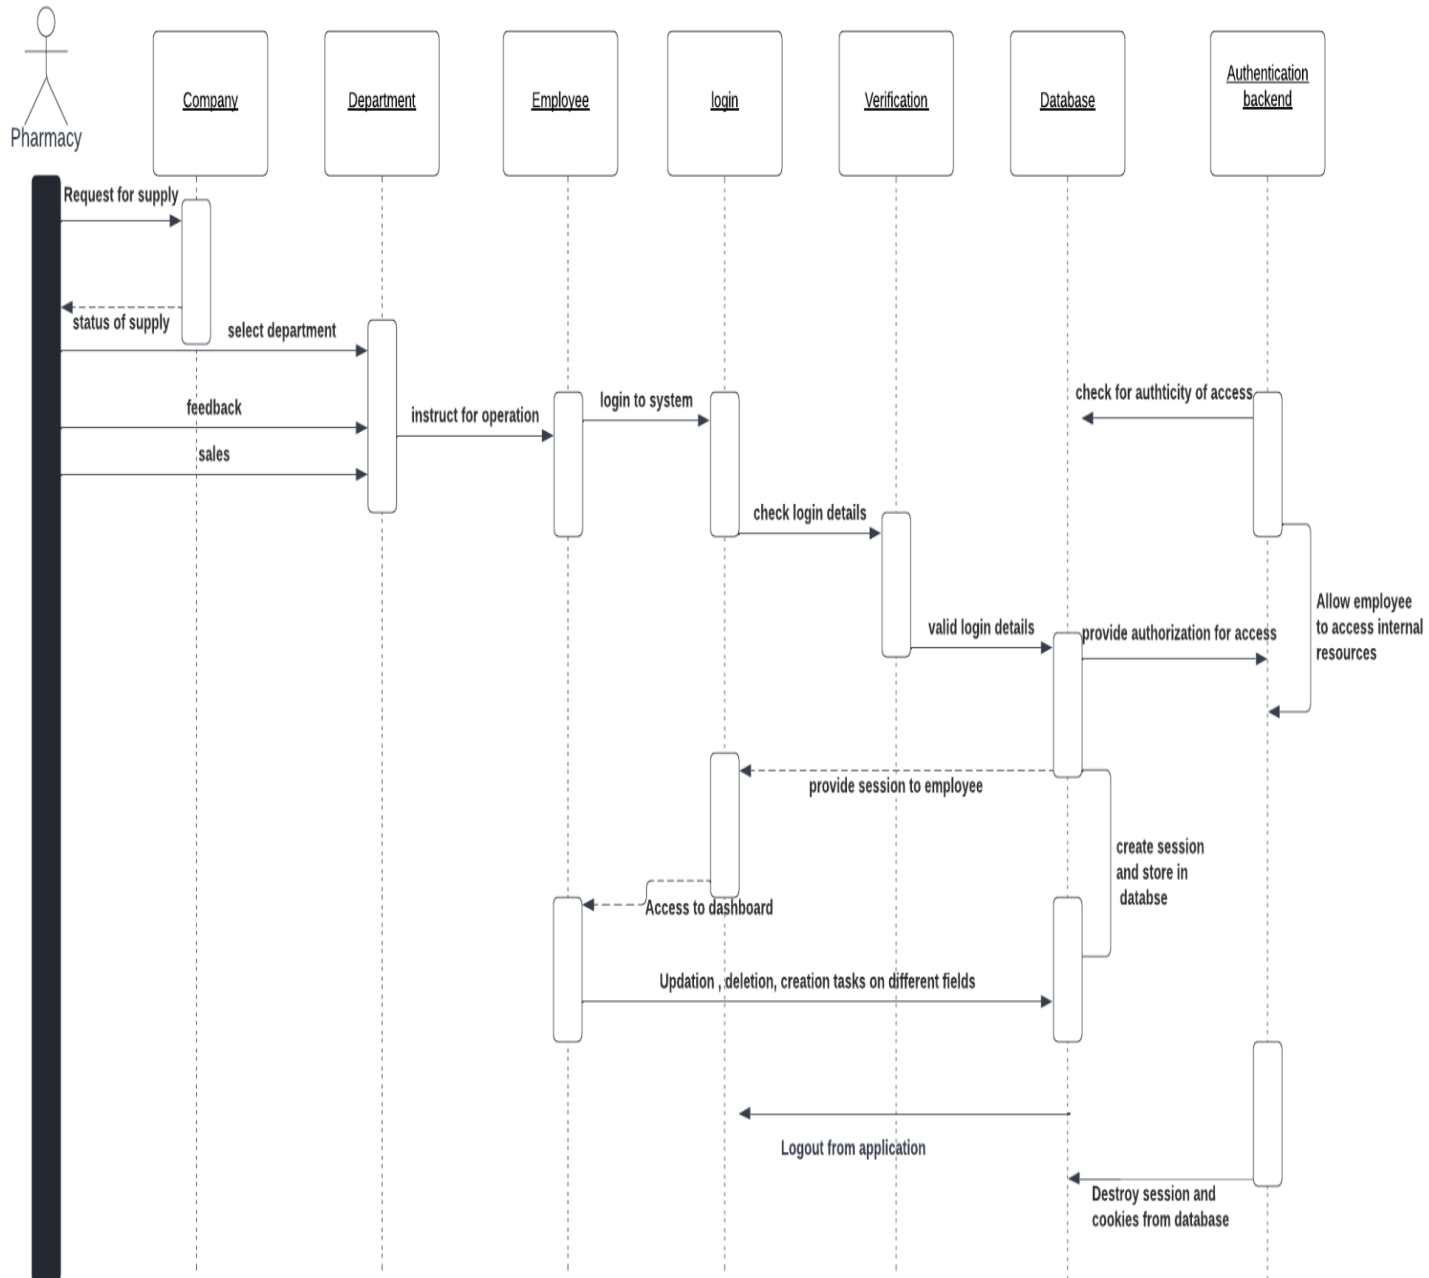 Pharmacy
Company
Department
Employee
login
Verification
Database
Authentication
backend
Request for supply
status of supply
select department
feedback
sales
instruct for operation
login to system
check for authticity of access
check login details
valid login details
provide authorization for access
Allow employee
to access internal
resources
provide session to employee
create session
and store in
databse
Access to dashboard
Updation , deletion, creation tasks on different fields
Logout from application
Destroy session and
cookies from database